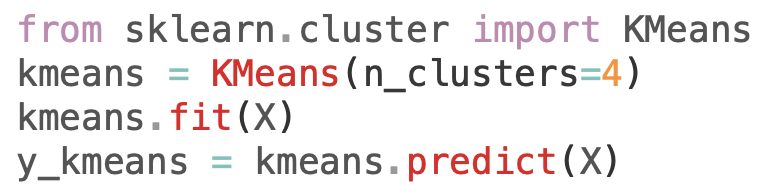 from sklearn.cluster import KMeans
kmeans = KMeans(n_clusters=4)
kmeans.fit(X)
y_kmeans = kmeans.predict(X)